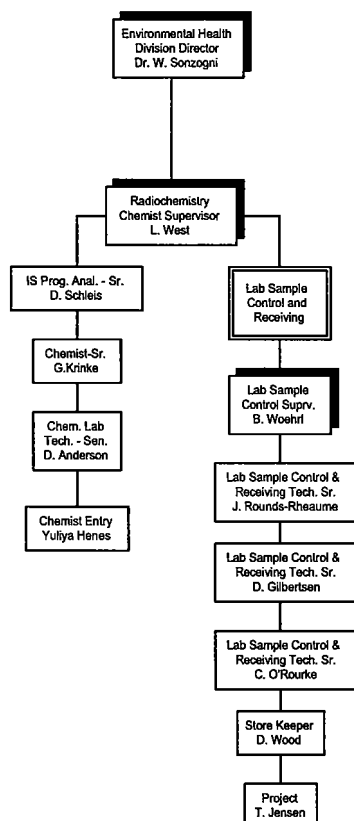 Environmental Health
Division Director
Dr. W. Sonzogni
Radiochemistry
Chemist Supervisor
L. West
IS Prog. Anal. - Sr.
D. Schleis
Chemist-Sr.
G.Krinke
Chem. Lab
Tech. - Sen.
D. Anderson
Chemist Entry
Yuliya Henes
Lab Sample
Control and
Receiving
Lab Sample
Control Suprv.
B. Woehrl
Lab Sample Control &
Receiving Tech. Sr.
J. Rounds-Rheaume
Lab Sample Control &
Receiving Tech. Sr.
D. Gilbertsen
Lab Sample Control &
Receiving Tech. Sr.
C. O'Rourke
Store Keeper
D. Wood
Project
T. Jensen